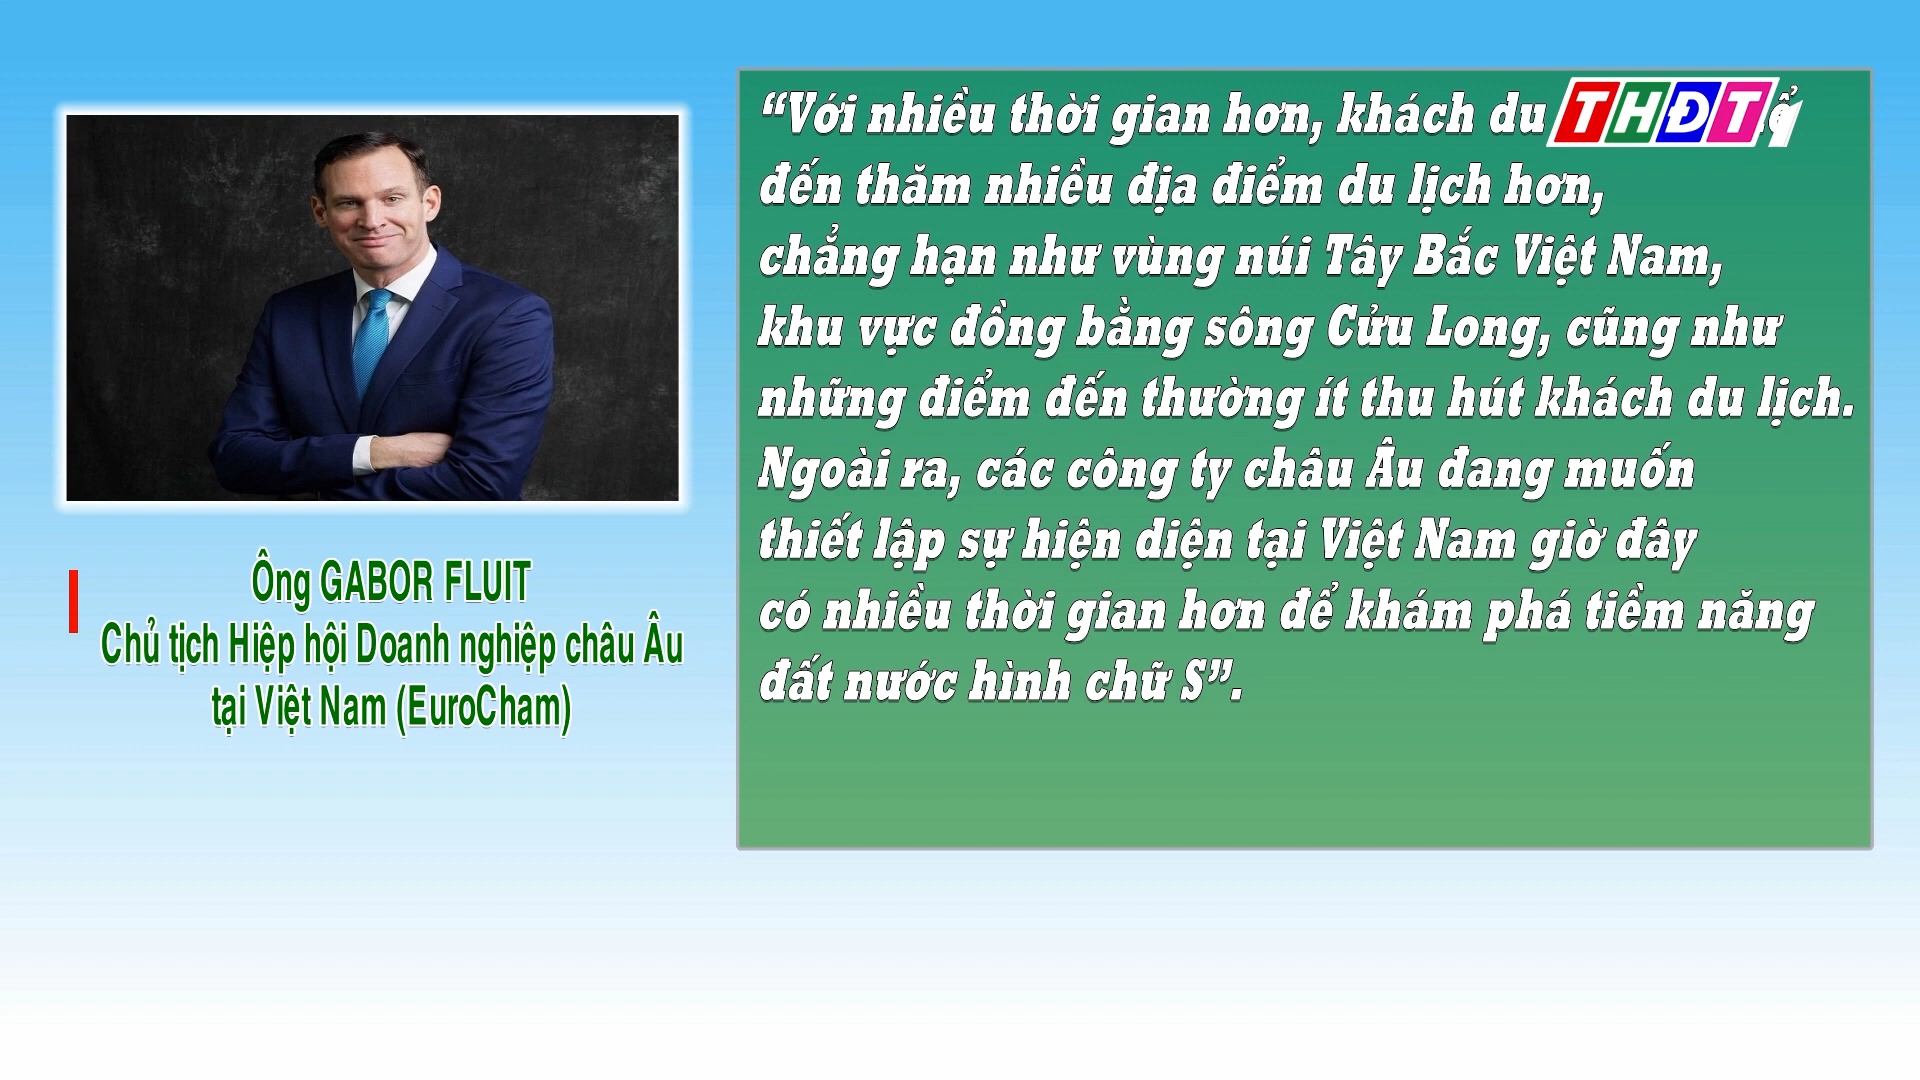 “Với nhiều thời gian hơn, khách du
THĐT1
đến thăm nhiều địa điểm du lịch hơn,
chẳng hạn như vùng núi Tây Bắc Việt Nam,
khu vực đồng bằng sông Cửu Long, cũng như
những điểm đến thường ít thu hút khách du lịch.
Ngoài ra, các công ty châu Âu đang muốn
thiết lập sự hiện diện tại Việt Nam giờ đây
có nhiều thời gian hơn để khám phá tiềm năng
đất nước hình chữ S”.
Ông GABOR FLUIT
Chủ tịch Hiệp hội Doanh nghiệp châu Âu
tại Việt Nam (EuroCham)